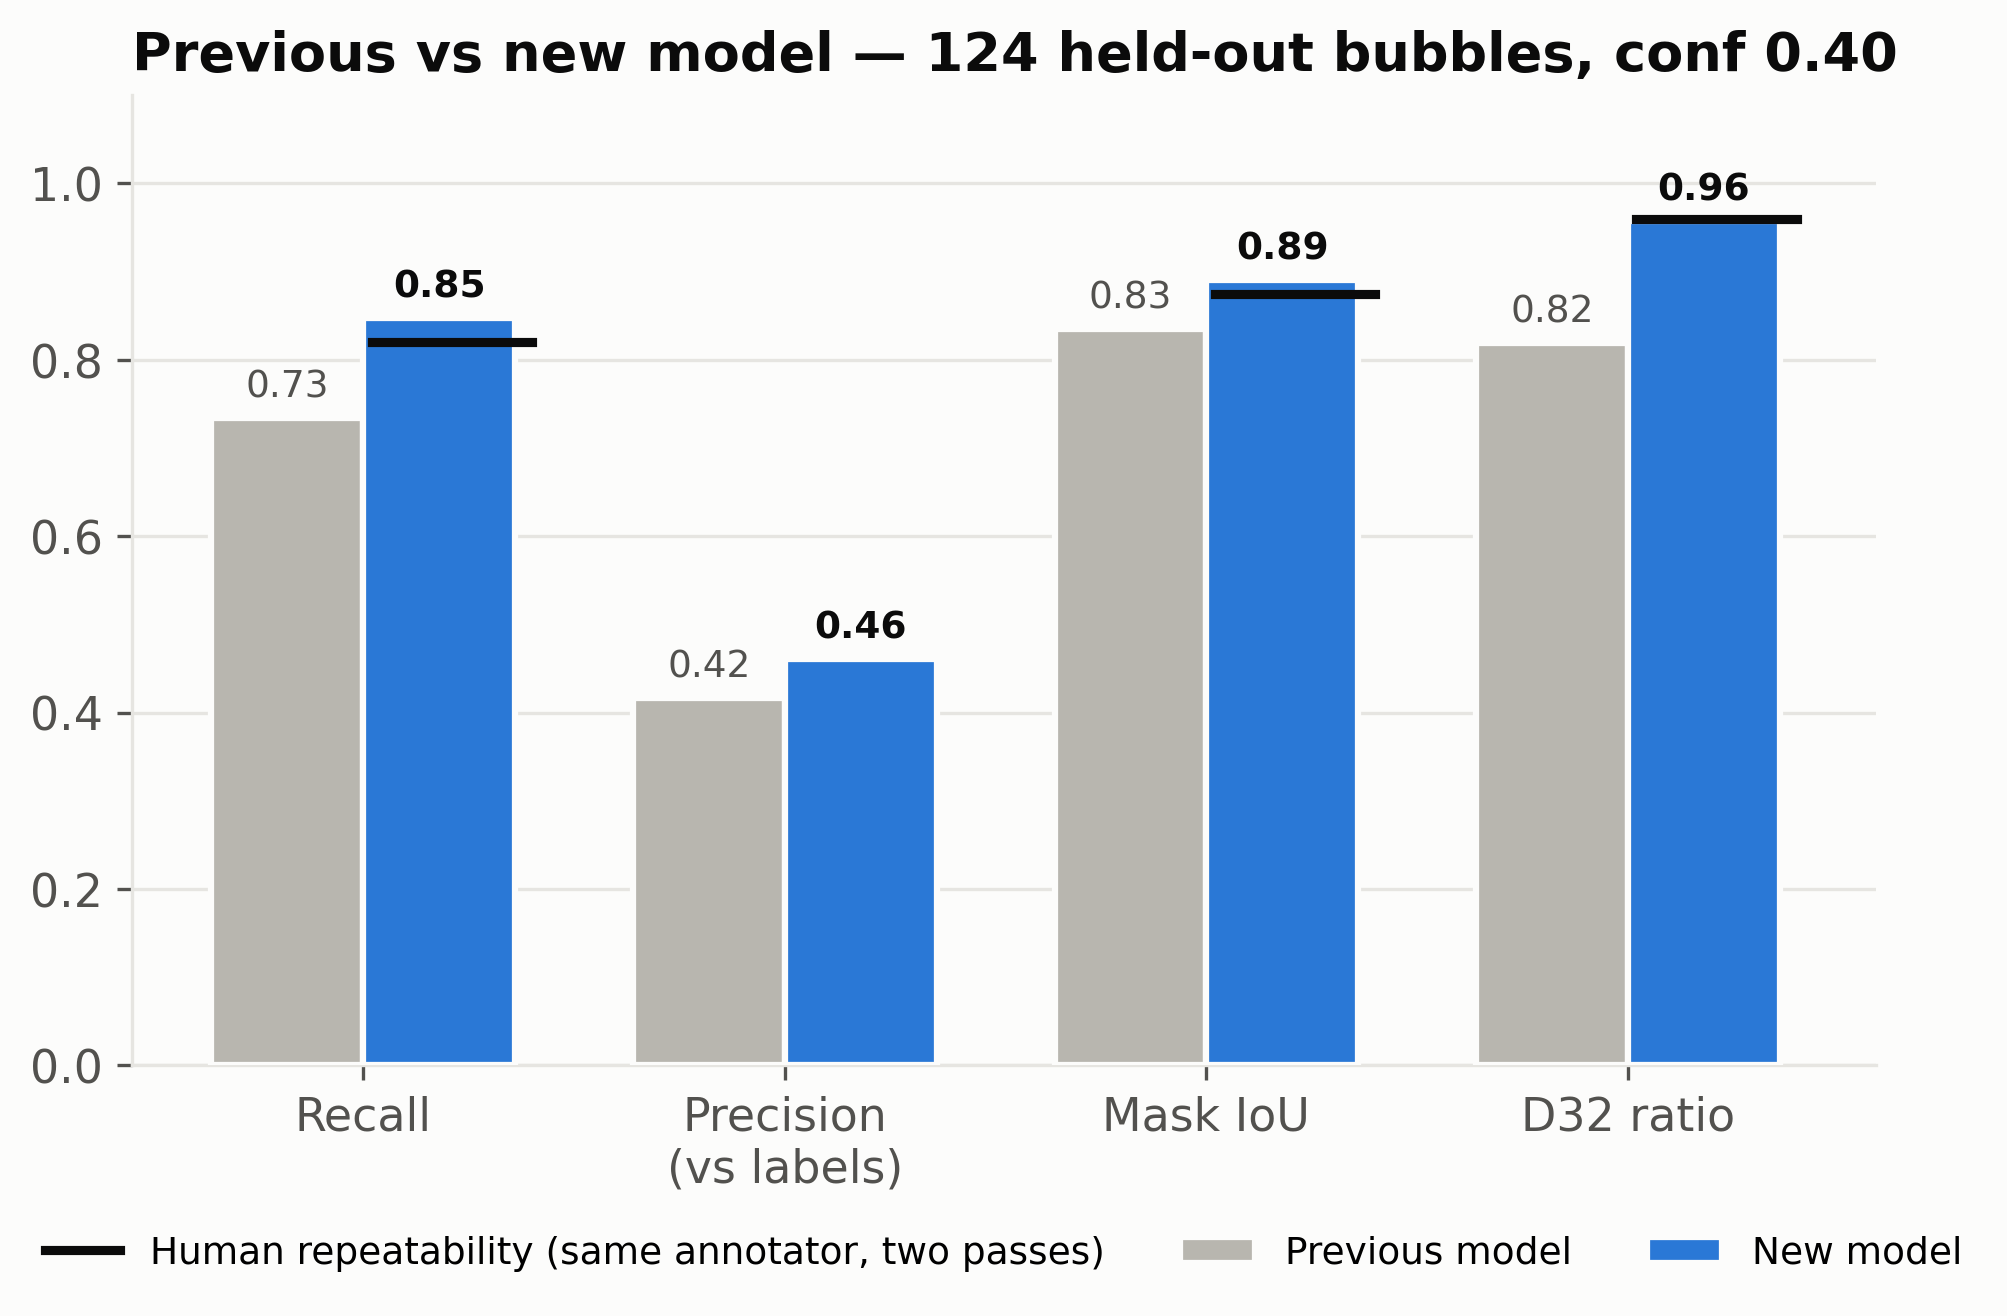 Previous vs new model — 124 held-out bubbles, conf 0.40
1.0
0.8
0.6
0.4
0.2
0.0
0.73
0.85
0.42
0.46
0.83
0.89
0.82
0.96
Recall
Precision
(vs labels)
Mask IoU
D32 ratio
Human repeatability (same annotator, two passes)
Previous model
New model